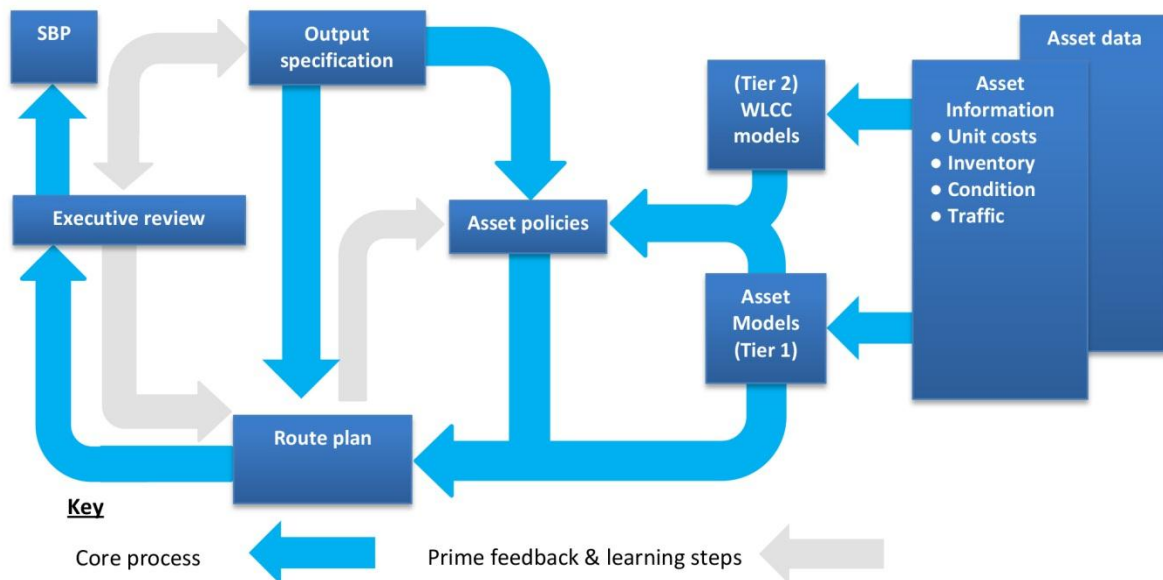 SBP
Output
specification
Asset data
(Tier 2)
WLCC
models
Asset
Information
● Unit costs
● Inventory
● Condition
● Traffic
Executive review
Asset policies
Asset
Models
(Tier 1)
Route plan
Key
Core process
Prime feedback & learning steps